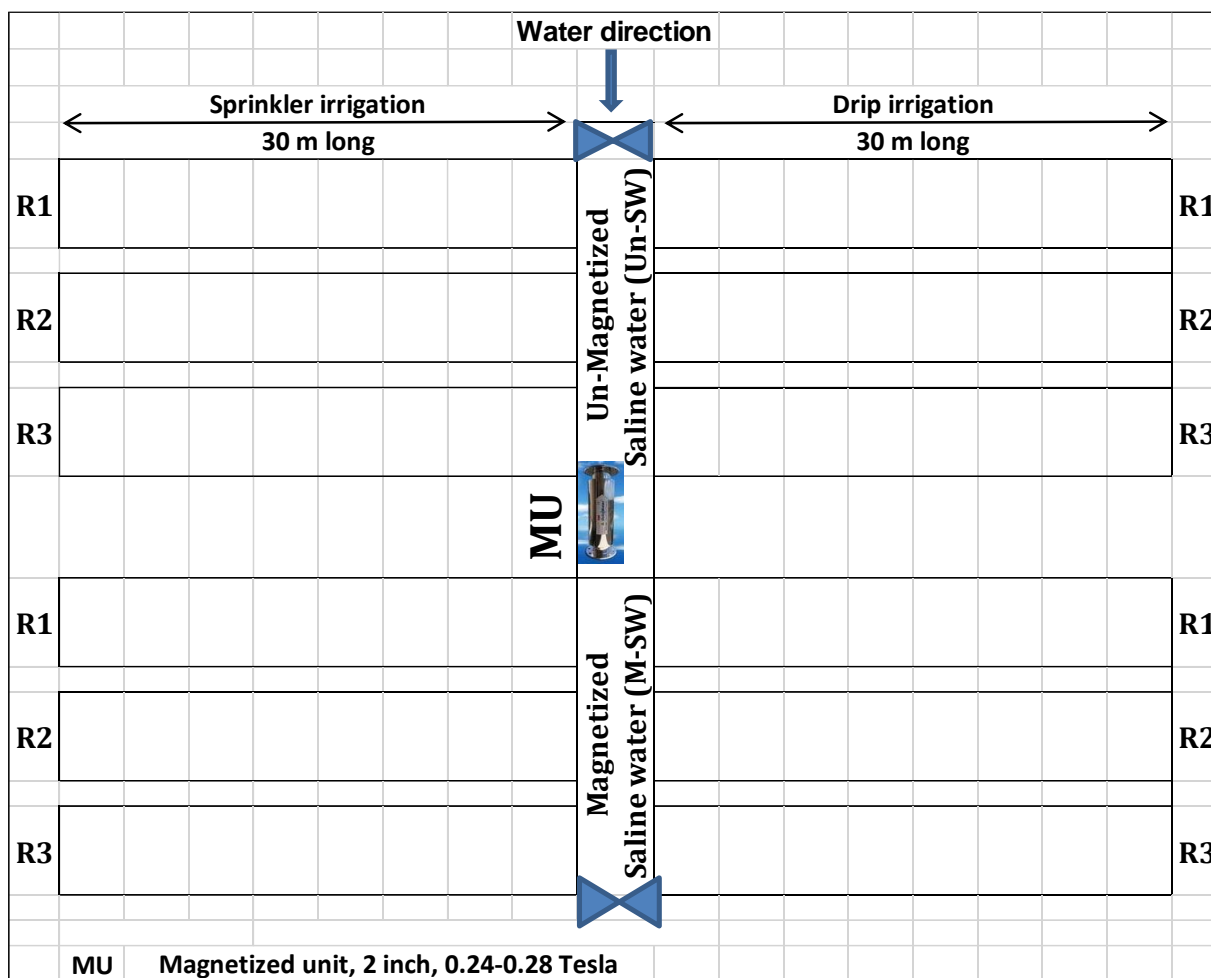 Water direction
Sprinkler irrigation
Drip irrigation
30 m long
30 m long
R1
R1
R2
R2
R3
R3
Un-Magnetized
Saline water (Un-SW)
MU
R1
R1
R2
R2
R3
R3
Magnetized
Saline water (M-SW)
MU Magnetized unit, 2 inch, 0.24-0.28 Tesla